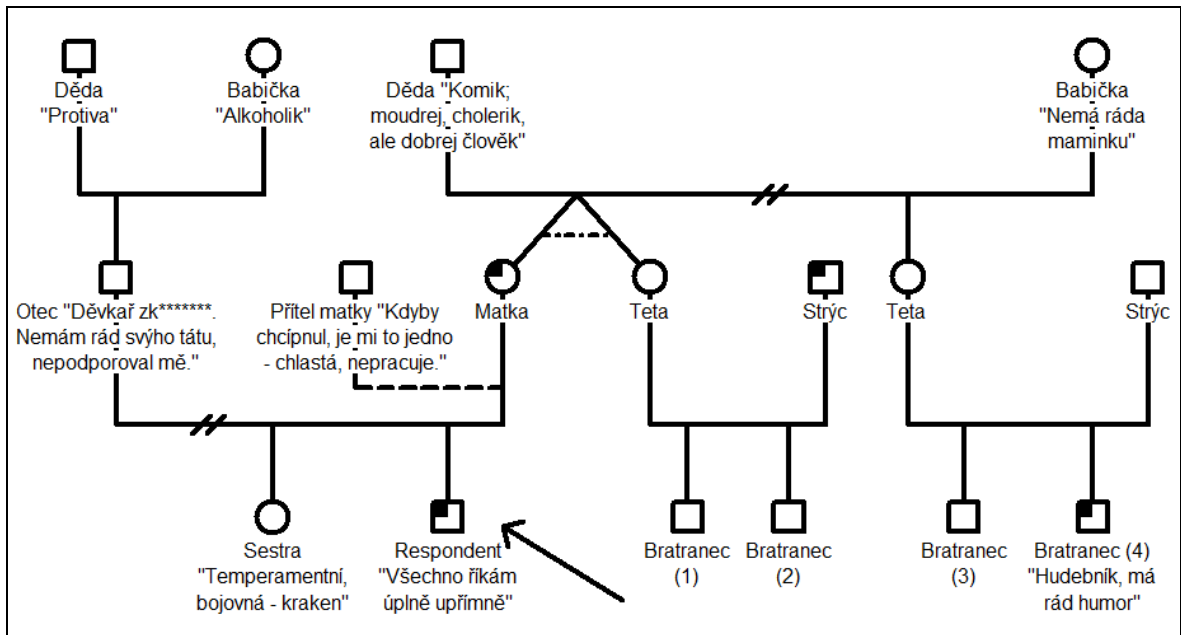 Děda
"Protiva"
Babička
"Alkoholik"
Děda "Komik;
moudrej, cholerik,
ale dobrej člověk"
Babička
"Nemá ráda
maminku"
Otec "Děvkař zk*******.
Nemám rád svýho tátu,
nepodporoval mě."
Přítel matky "Kdyby
chcípnul, je mi to jedno
- chlastá, nepracuje."
Matka
Teta
Strýc
Teta
Strýc
Sestra
"Temperamentní,
bojovná - kraken"
Respondent
"Všechno říkám
úplně upřímně"
Bratranec
(1)
Bratranec
(2)
Bratranec
(3)
Bratranec (4)
"Hudebník, má
rád humor"